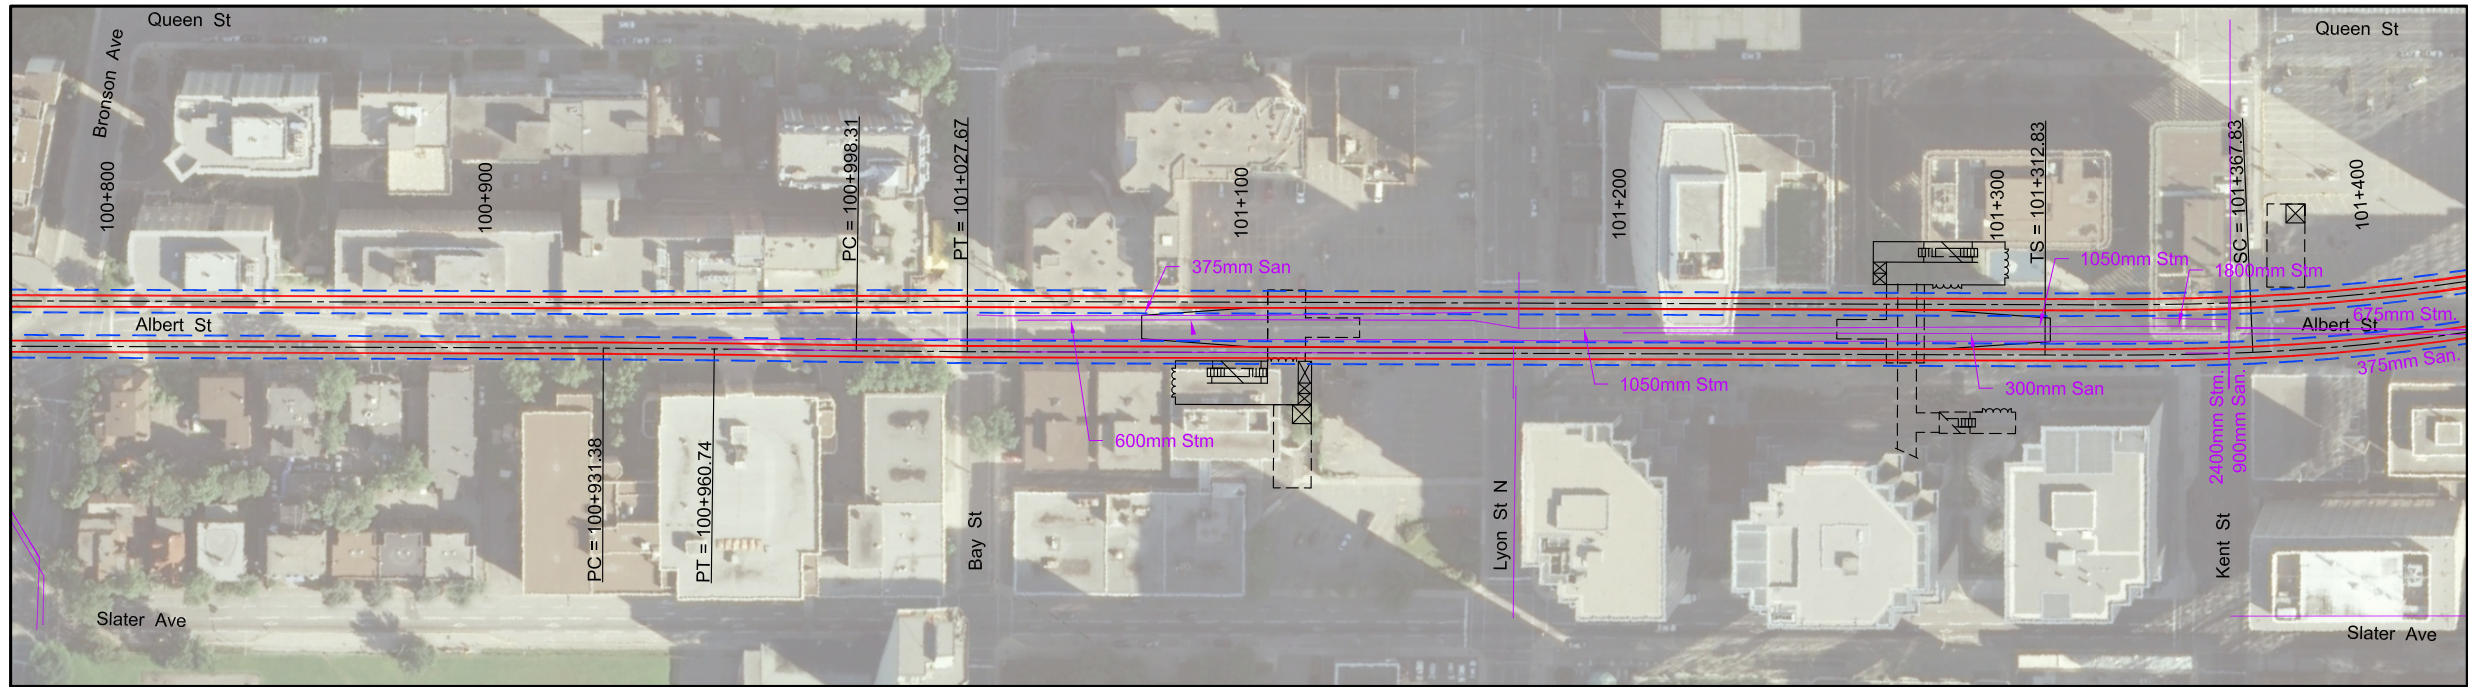 Queen St
Queen St
Bronson Ave
100+800
100+900
PC = 100+998.31
PT = 101+027.67
101+100
101+200
101+300
TS = 101+312.83
SC = 101+367.83
101+400
375mm San
1050mm Stm
1800mm Stm
675mm Stm.
Albert St
Albert St
375mm San.
1050mm Stm
300mm San
600mm Stm
2400mm Stm.
900mm San.
PC = 100+931.38
PT = 100+960.74
Bay St
Lyon St N
Kent St
Slater Ave
Slater Ave